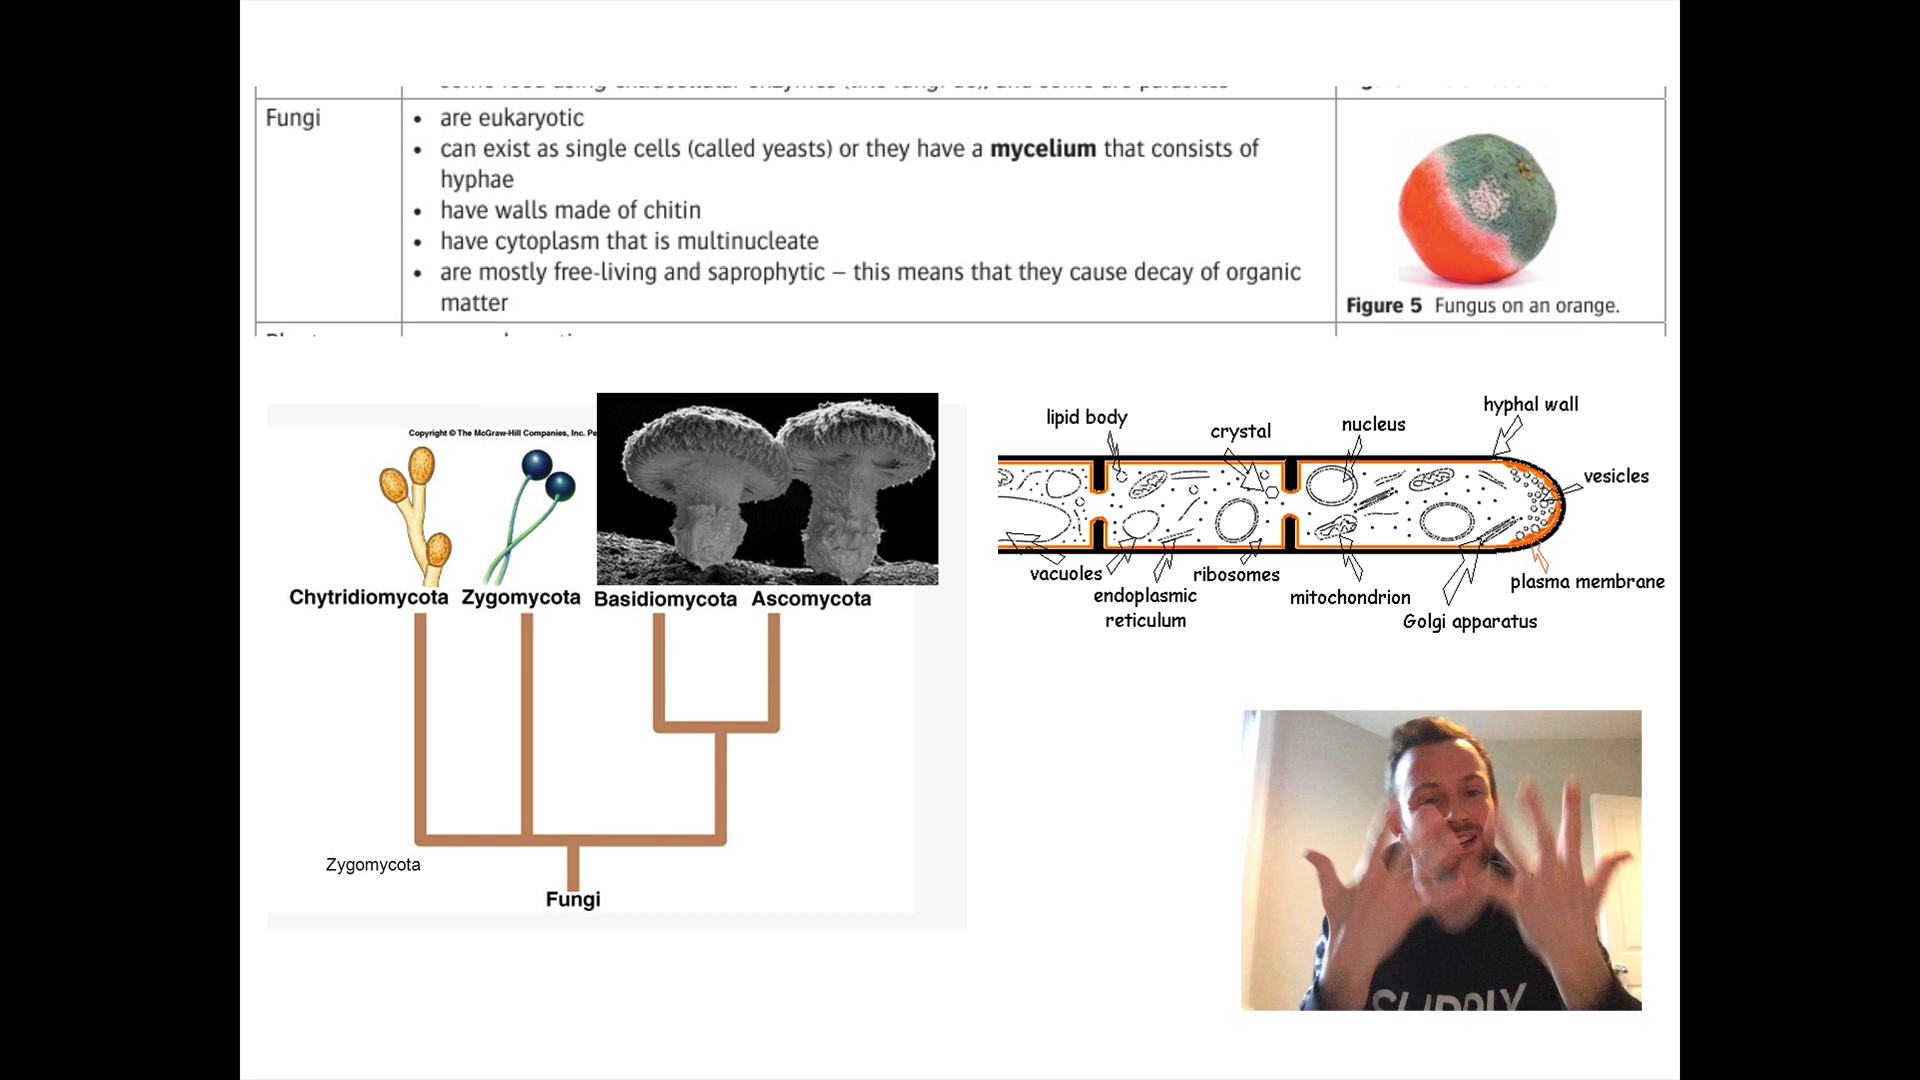 Fungi
• are eukaryotic
• can exist as single cells (called yeasts) or they have a mycelium that consists of
hyphae
• have walls made of chitin
• have cytoplasm that is multinucleate
• are mostly free-living and saprophytic – this means that they cause decay of organic
matter
Figure 5 Fungus on an orange.
Copyright © The McGraw-Hill Companies, Inc.
Chytridiomycota
Zygomycota
Basidiomycota
Ascomycota
Zygomycota
Fungi
lipid body
crystal
nucleus
hyphal wall
vesicles
vacuoles
endoplasmic
reticulum
ribosomes
mitochondrion
Golgi apparatus
plasma membrane
SUPPLY